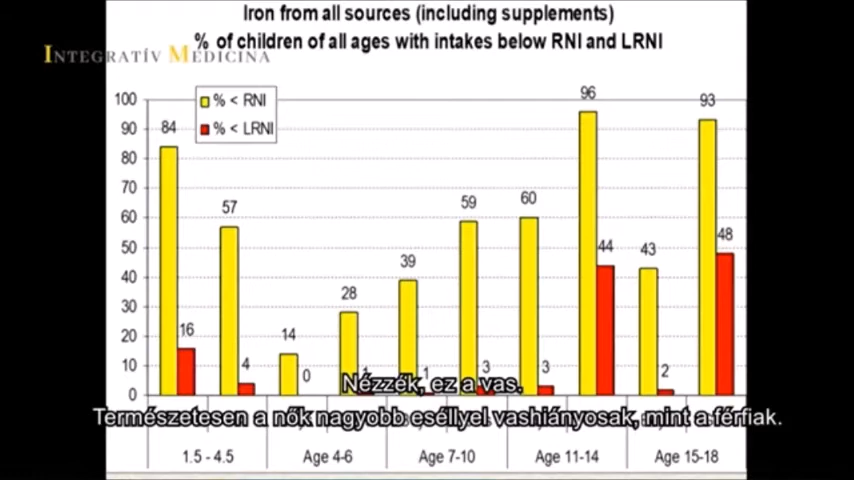 Iron from all sources (including supplements)
% of children of all ages with intakes below RNI and LRNI
INTEGRATÍV MEDICINA
% < RNI
% < LRNI
100
90
80
70
60
50
40
30
20
10
0
84
16
57
4
14
0
28
1
39
1
59
3
60
3
96
44
43
2
93
48
Nézzék, ez a vas.
Természetesen a nők nagyobb eséllyel vashiányosak, mint a férfiak.
1.5 - 4.5
Age 4-6
Age 7-10
Age 11-14
Age 15-18